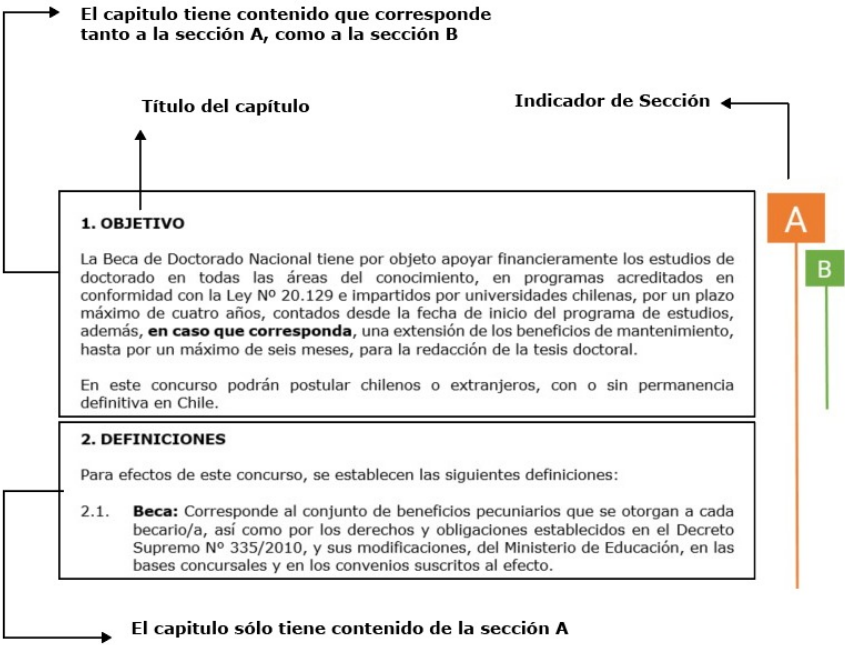 El capitulo tiene contenido que corresponde
tanto a la sección A, como a la sección B
Título del capítulo
Indicador de Sección
A
B
1. OBJETIVO
La Beca de Doctorado Nacional tiene por objeto apoyar financieramente los estudios de
doctorado en todas las áreas del conocimiento, en programas acreditados en
conformidad con la Ley Nº 20.129 e impartidos por universidades chilenas, por un plazo
máximo de cuatro años, contados desde la fecha de inicio del programa de estudios,
además, en caso que corresponda, una extensión de los beneficios de mantenimiento,
hasta por un máximo de seis meses, para la redacción de la tesis doctoral.
En este concurso podrán postular chilenos o extranjeros, con o sin permanencia
definitiva en Chile.
2. DEFINICIONES
Para efectos de este concurso, se establecen las siguientes definiciones:
2.1. Beca: Corresponde al conjunto de beneficios pecuniarios que se otorgan a cada
becario/a, así como por los derechos y obligaciones establecidos en el Decreto
Supremo Nº 335/2010, y sus modificaciones, del Ministerio de Educación, en las
bases concursales y en los convenios suscritos al efecto.
El capitulo sólo tiene contenido de la sección A